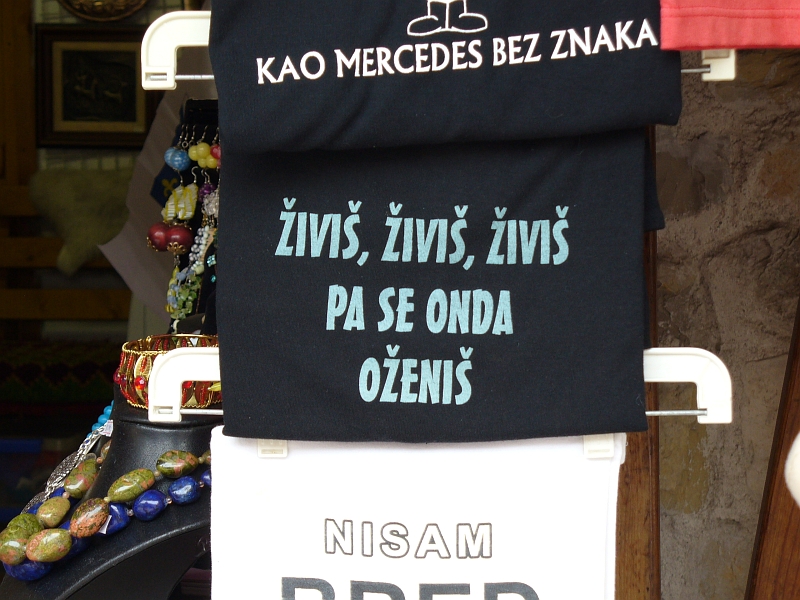 KAO MERCEDES BEZ ZNAKA
ŽIVIŠ, ŽIVIŠ, ŽIVIŠ
PA SE ONDA
OŽENIŠ
NISAM